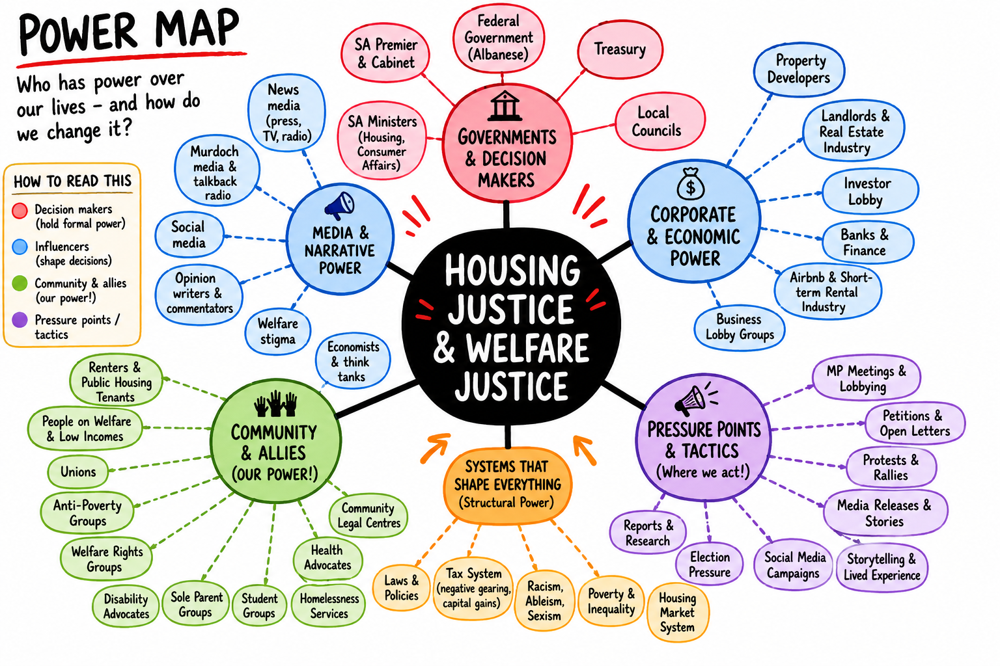 POWER MAP
Who has power over
our lives – and how do
we change it?
HOW TO READ THIS
Decision makers
(hold formal power)
Influencers
(shape decisions)
Community & allies
(our power!)
Pressure points /
tactics
GOVERNMENTS
& DECISION
MAKERS
SA Premier
& Cabinet
Federal
Government
(Albanese)
Treasury
SA Ministers
(Housing,
Consumer
Affairs)
Local
Councils
MEDIA &
NARRATIVE
POWER
News
media
(press,
TV, radio)
Murdoch
media &
talkback
radio
Social
media
Opinion
writers &
commentators
Welfare
stigma
Economists
& think
tanks
CORPORATE
& ECONOMIC
POWER
Property
Developers
Landlords &
Real Estate
Industry
Investor
Lobby
Banks &
Finance
Airbnb & Short-
term Rental
Industry
Business
Lobby Groups
HOUSING
JUSTICE
& WELFARE
JUSTICE
COMMUNITY
& ALLIES
(OUR POWER!)
Renters &
Public Housing
Tenants
People on Welfare
& Low Incomes
Unions
Anti-Poverty
Groups
Welfare Rights
Groups
Disability
Advocates
Sole Parent
Groups
Student
Groups
Homelessness
Services
Health
Advocates
Community
Legal Centres
SYSTEMS THAT
SHAPE EVERYTHING
(Structural Power)
Laws &
Policies
Tax System
(negative gearing,
capital gains)
Racism,
Ableism,
Sexism
Poverty &
Inequality
Housing
Market
System
PRESSURE POINTS
& TACTICS
(Where we act!)
MP Meetings &
Lobbying
Petitions &
Open Letters
Protests &
Rallies
Media Releases &
Stories
Storytelling &
Lived Experience
Social Media
Campaigns
Election
Pressure
Reports &
Research